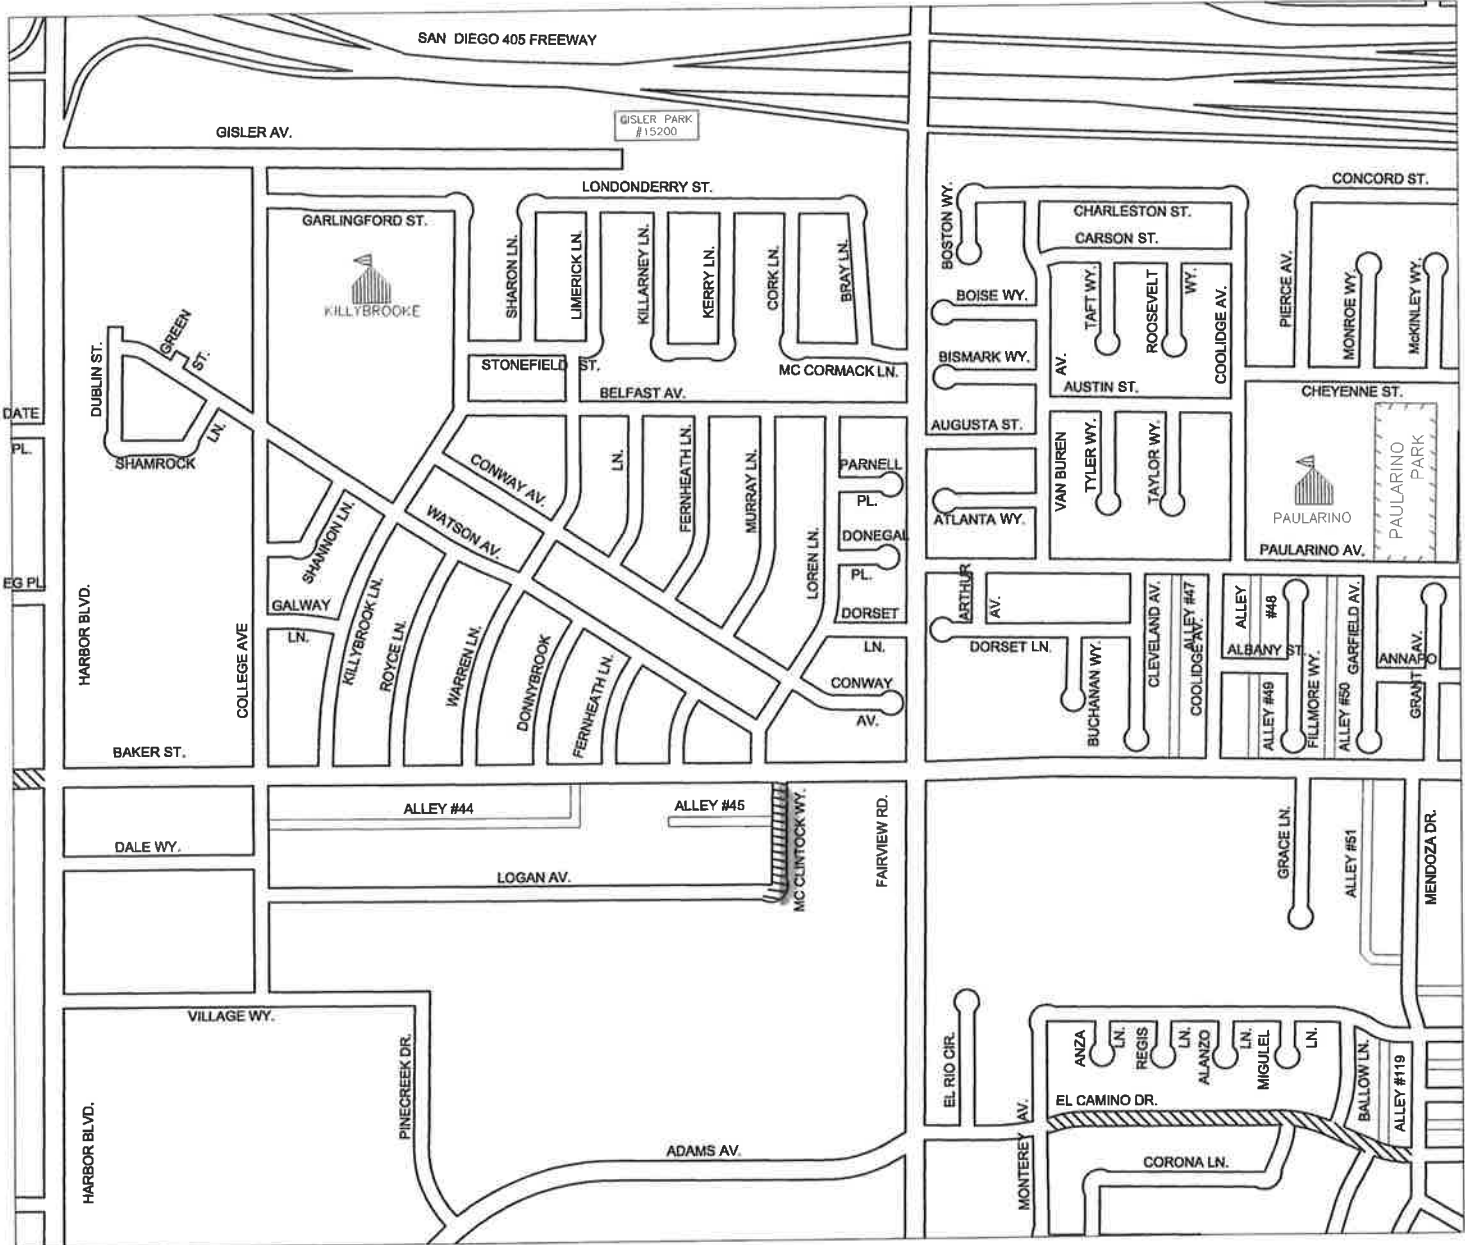 SAN DIEGO 405 FREEWAY
GISLER PARK
#15200
GISLER AV.
LONDONDERRY ST.
CONCORD ST.
GARLINGFORD ST.
BOSTON WY.
CHARLESTON ST.
CARSON ST.
SHARON LN.
LIMERICK LN.
KILLARNEY LN.
KERRY LN.
CORK LN.
BRAY LN.
KILLYBROOKE
BOISE WY.
TAFT WY.
ROOSEVELT
WY.
COOLIDGE AV.
PIERCE AV.
MONROE WY.
McKINLEY WY.
GREEN
ST.
DUBLIN ST.
STONEFIELD ST.
MC CORMACK LN.
BISMARK WY.
AV.
AUSTIN ST.
CHEYENNE ST.
BELFAST AV.
DATE
PL.
LN.
SHAMROCK
AUGUSTA ST.
VAN BUREN
TYLER WY.
TAYLOR WY.
PAULARINO
PARK
CONWAY AV.
LN.
FERNHEATH LN.
MURRAY LN.
PARNELL
PL.
WATSON AV.
ATLANTA WY.
PAULARINO
SHANNON LN.
LOREN LN.
DONEGAL
PL.
PAULARINO AV.
EG PL
HARBOR BLVD.
GALWAY
LN.
DORSET
LN.
ARTHUR
AV.
DORSET LN.
CLEVELAND AV.
ALLEY #47
COOLIDGE AV.
ALLEY
#48
ALBANY ST.
GARFIELD AV.
ANNAPO
GRANT AV.
COLLEGE AVE
KILLYBROOK LN.
ROYCE LN.
WARREN LN.
DONNYBROOK
FERNHEATH LN.
CONWAY
AV.
BUCHANAN WY.
ALLEY #49
FILLMORE WY.
ALLEY #50
BAKER ST.
ALLEY #44
ALLEY #45
MC CLINTOCK WY.
FAIRVIEW RD.
GRACE LN.
ALLEY #51
MENDOZA DR.
DALE WY.
LOGAN AV.
VILLAGE WY.
PINECREEK DR.
EL RIO CIR.
ANZA
LN.
REGIS
LN.
ALANZO
LN.
MIGULEL
LN.
BALLOW LN.
ALLEY #119
EL CAMINO DR.
HARBOR BLVD.
ADAMS AV.
MONTEREY AV.
CORONA LN.